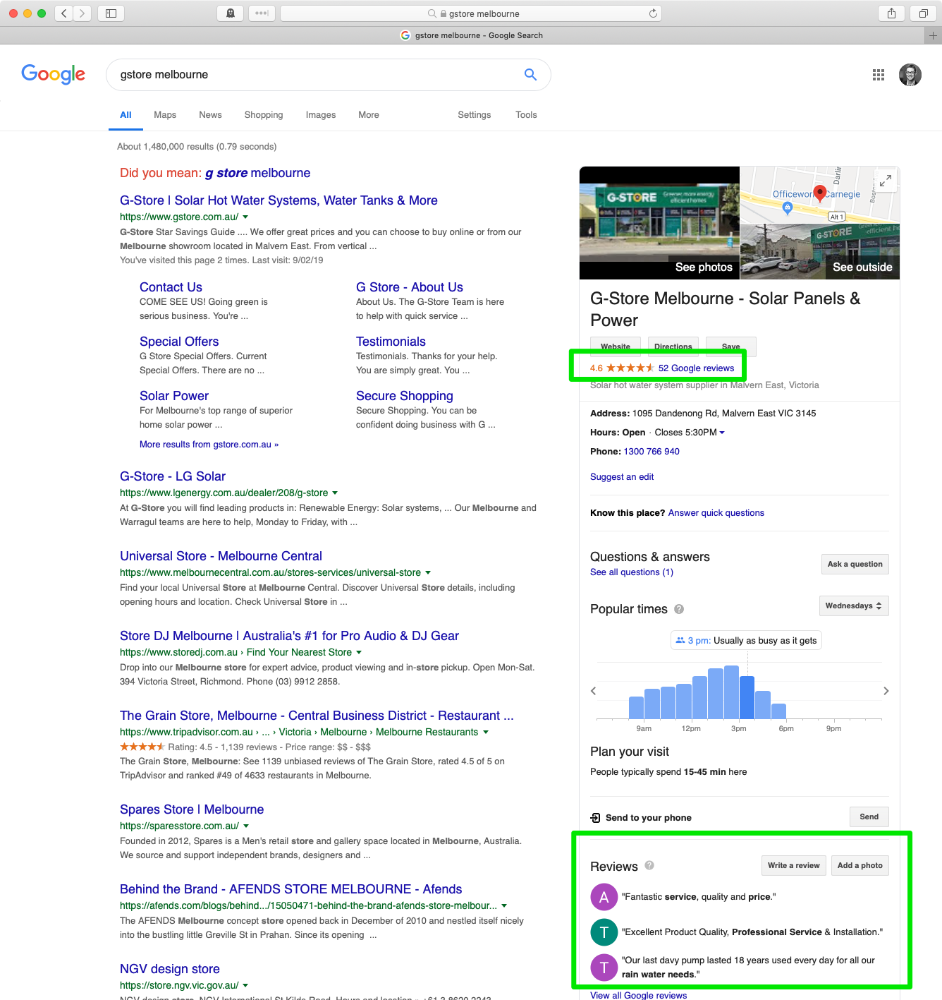 gstore melbourne
gstore melbourne - Google Search
Google
gstore melbourne
All Maps News Shopping Images More Settings Tools
About 1,480,000 results (0.79 seconds)
Did you mean: g store melbourne
G-Store | Solar Hot Water Systems, Water Tanks & More
https://www.gstore.com.au/
G-Store Star Savings Guide .... We offer great prices and you can choose to buy online or from our
Melbourne showroom located in Malvern East. From vertical ...
You've visited this page 2 times. Last visit: 9/02/19
Contact Us
COME SEE US! Going green is
serious business. You're ...
G Store - About Us
About Us. The G-Store Team is here
to help with quick service ...
Special Offers
G Store Special Offers. Current
Special Offers. There are no ...
Testimonials
Testimonials. Thanks for your help.
You are simply great. You ...
Solar Power
For Melbourne's top range of superior
home solar power ...
Secure Shopping
Secure Shopping. You can be
confident doing business with G ...
More results from gstore.com.au »
G-Store - LG Solar
https://www.lgenergy.com.au/dealer/208/g-store
At G-Store you will find leading products in: Renewable Energy: Solar systems, ... Our Melbourne and
Warragul teams are here to help, Monday to Friday, with ...
Universal Store - Melbourne Central
https://www.melbournecentral.com.au/stores-services/universal-store
Find your local Universal Store at Melbourne Central. Discover Universal Store details, including
opening hours and location. Check Universal Store in ...
Store DJ Melbourne | Australia's #1 for Pro Audio & DJ Gear
https://www.storedj.com.au › Find Your Nearest Store
Drop into our Melbourne store for expert advice, product viewing and in-store pickup. Open Mon-Sat.
394 Victoria Street, Richmond. Phone (03) 9912 2858.
The Grain Store, Melbourne - Central Business District - Restaurant ...
https://www.tripadvisor.com.au › ... › Victoria › Melbourne › Melbourne Restaurants
Rating: 4.5 - 1,139 reviews - Price range: $$ - $$$
The Grain Store, Melbourne: See 1139 unbiased reviews of The Grain Store, rated 4.5 of 5 on
TripAdvisor and ranked #49 of 4633 restaurants in Melbourne.
Spares Store | Melbourne
https://sparesstore.com.au/
Founded in 2012, Spares is a Men's retail store and gallery space located in Melbourne, Australia.
We source and support independent brands, designers and ...
Behind the Brand - AFENDS STORE MELBOURNE - Afends
https://afends.com/blogs/behind.../15050471-behind-the-brand-afends-store-melbour...
The AFENDS Melbourne concept store opened back in December of 2010 and nestled itself nicely
into the bustling little Greville St in Prahan. Since its opening ...
NGV design store
https://store.ngv.vic.gov.au/
NGV design store. NGV International St Kilda Road. Hours and location » +61 3 8620 2243
G-STORE Greener, more energy
efficient homes
See photos
Officeworks Carnegie
Alt 1
G-STORE
efficient
See outside
G-Store Melbourne - Solar Panels &
Power
Website Directions Save
4.6 52 Google reviews
Solar hot water system supplier in Malvern East, Victoria
Address: 1095 Dandenong Rd, Malvern East VIC 3145
Hours: Open · Closes 5:30PM
Phone: 1300 766 940
Suggest an edit
Know this place? Answer quick questions
Questions & answers
See all questions (1)
Ask a question
Popular times
Wednesdays
3 pm: Usually as busy as it gets
9am 12pm 3pm 6pm 9pm
Plan your visit
People typically spend 15-45 min here
Send to your phone
Send
Reviews
Write a review Add a photo
A "Fantastic service, quality and price."
T "Excellent Product Quality, Professional Service & Installation."
T "Our last davy pump lasted 18 years used every day for all our
rain water needs."
View all Google reviews